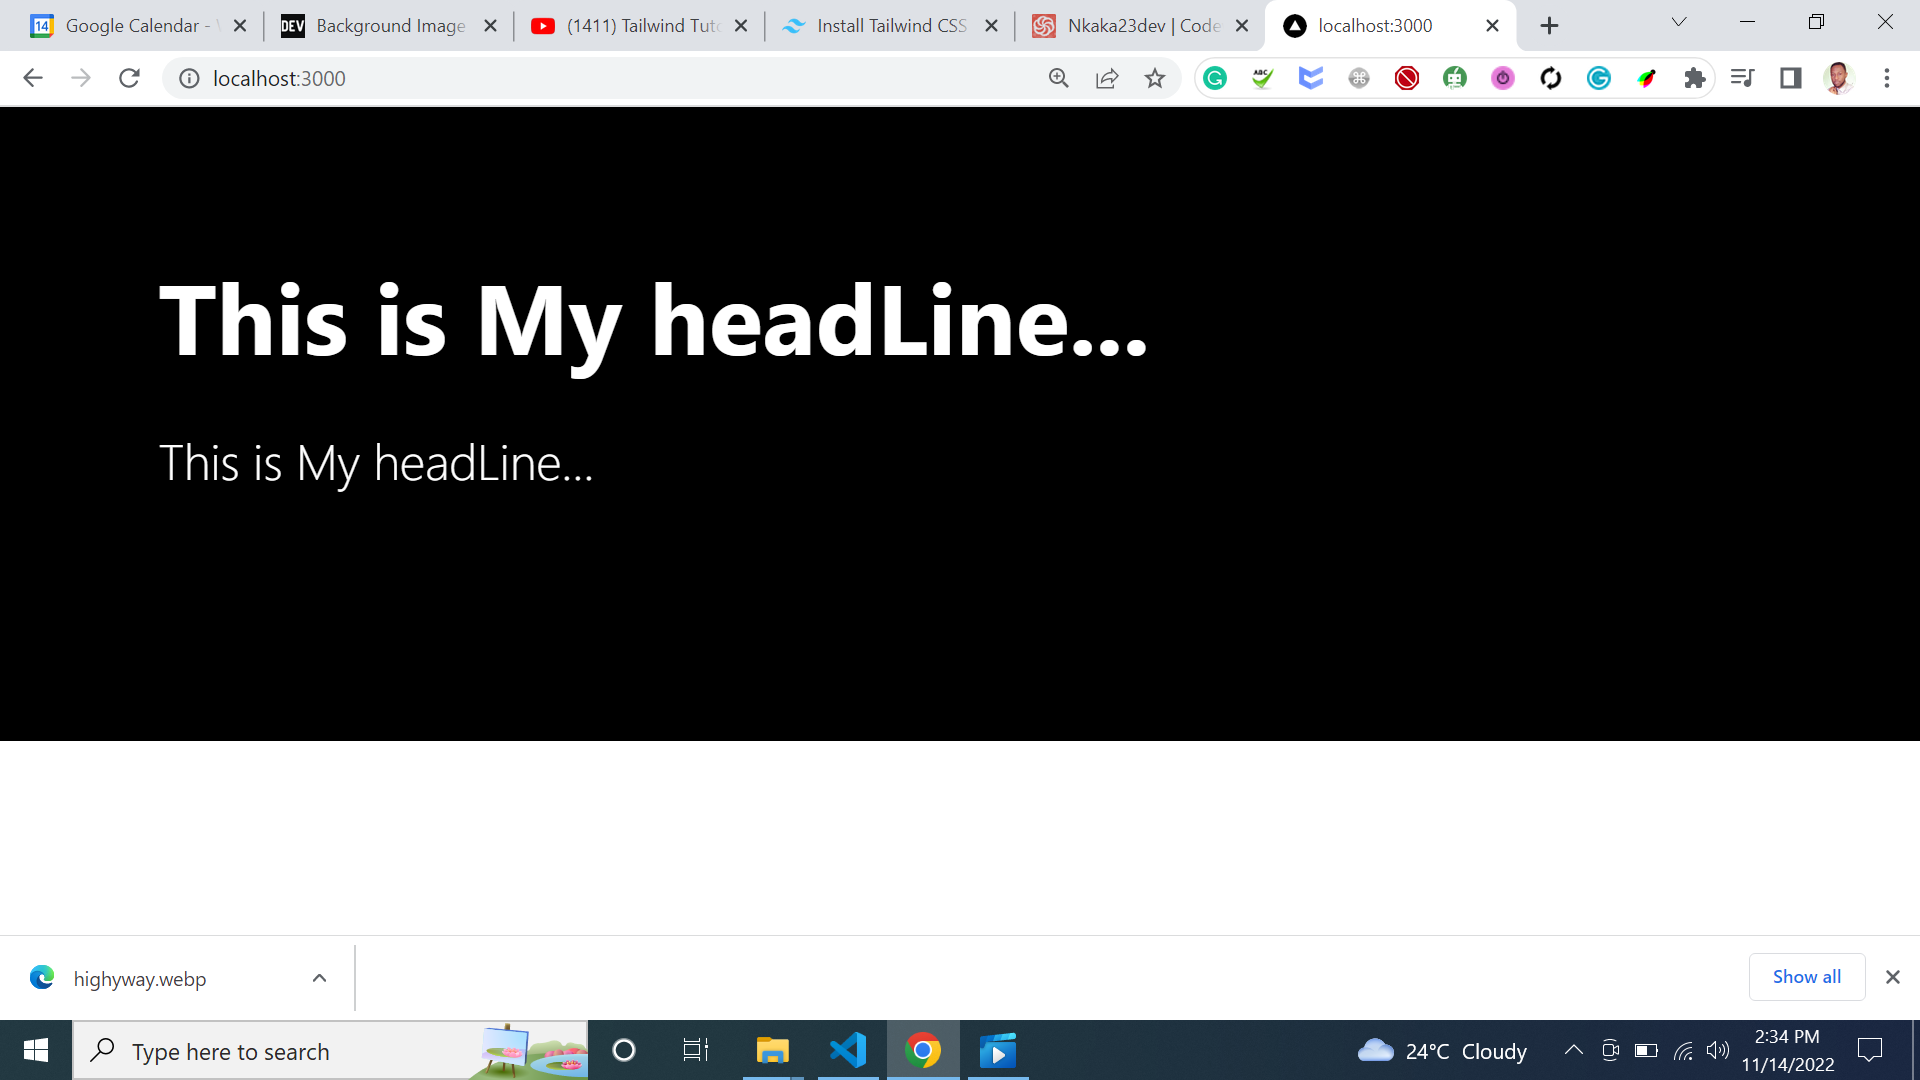 Google Calendar -
Background Image
(1411) Tailwind Tuto
Install Tailwind CSS
Nkaka23dev | Code
localhost:3000
localhost:3000
This is My headLine...
This is My headLine...
highyway.webp
Show all
Type here to search
24°C Cloudy
2:34 PM
11/14/2022
14
DEV
ABC